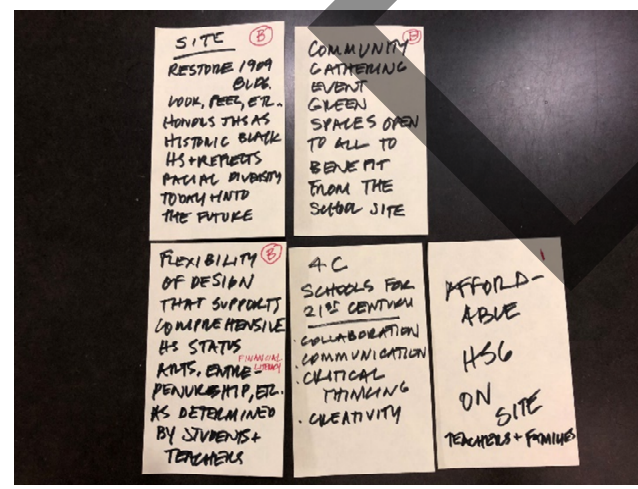 SITE
B
RESTORE 1909
BLDG.
LOOK, FEEL, ETC..
HONORS THS AS
HISTORIC BLACK
HS + REFLECTS
RACIAL DIVERSITY
TODAY + INTO
THE FUTURE
COMMUNITY
GATHERING
EVENT
GREEN
SPACES OPEN
TO ALL TO
BENEFIT
FROM THE
SCHOOL SITE
FLEXIBILITY
B
OF DESIGN
THAT SUPPORTS
COMPREHENSIVE
HS STATUS
FINANCIAL
LITERACY
ARTS, ENTRE-
PENURESHIP, ETC.
AS DETERMINED
BY STUDENTS +
TEACHERS
4 C
SCHOOLS FOR
21ST CENTURY
· COLLABORATION
· COMMUNICATION
· CRITICAL
THINKING
· CREATIVITY
AFFORD-
ABLE
HSG
ON
SITE
TEACHERS + FAMILIES